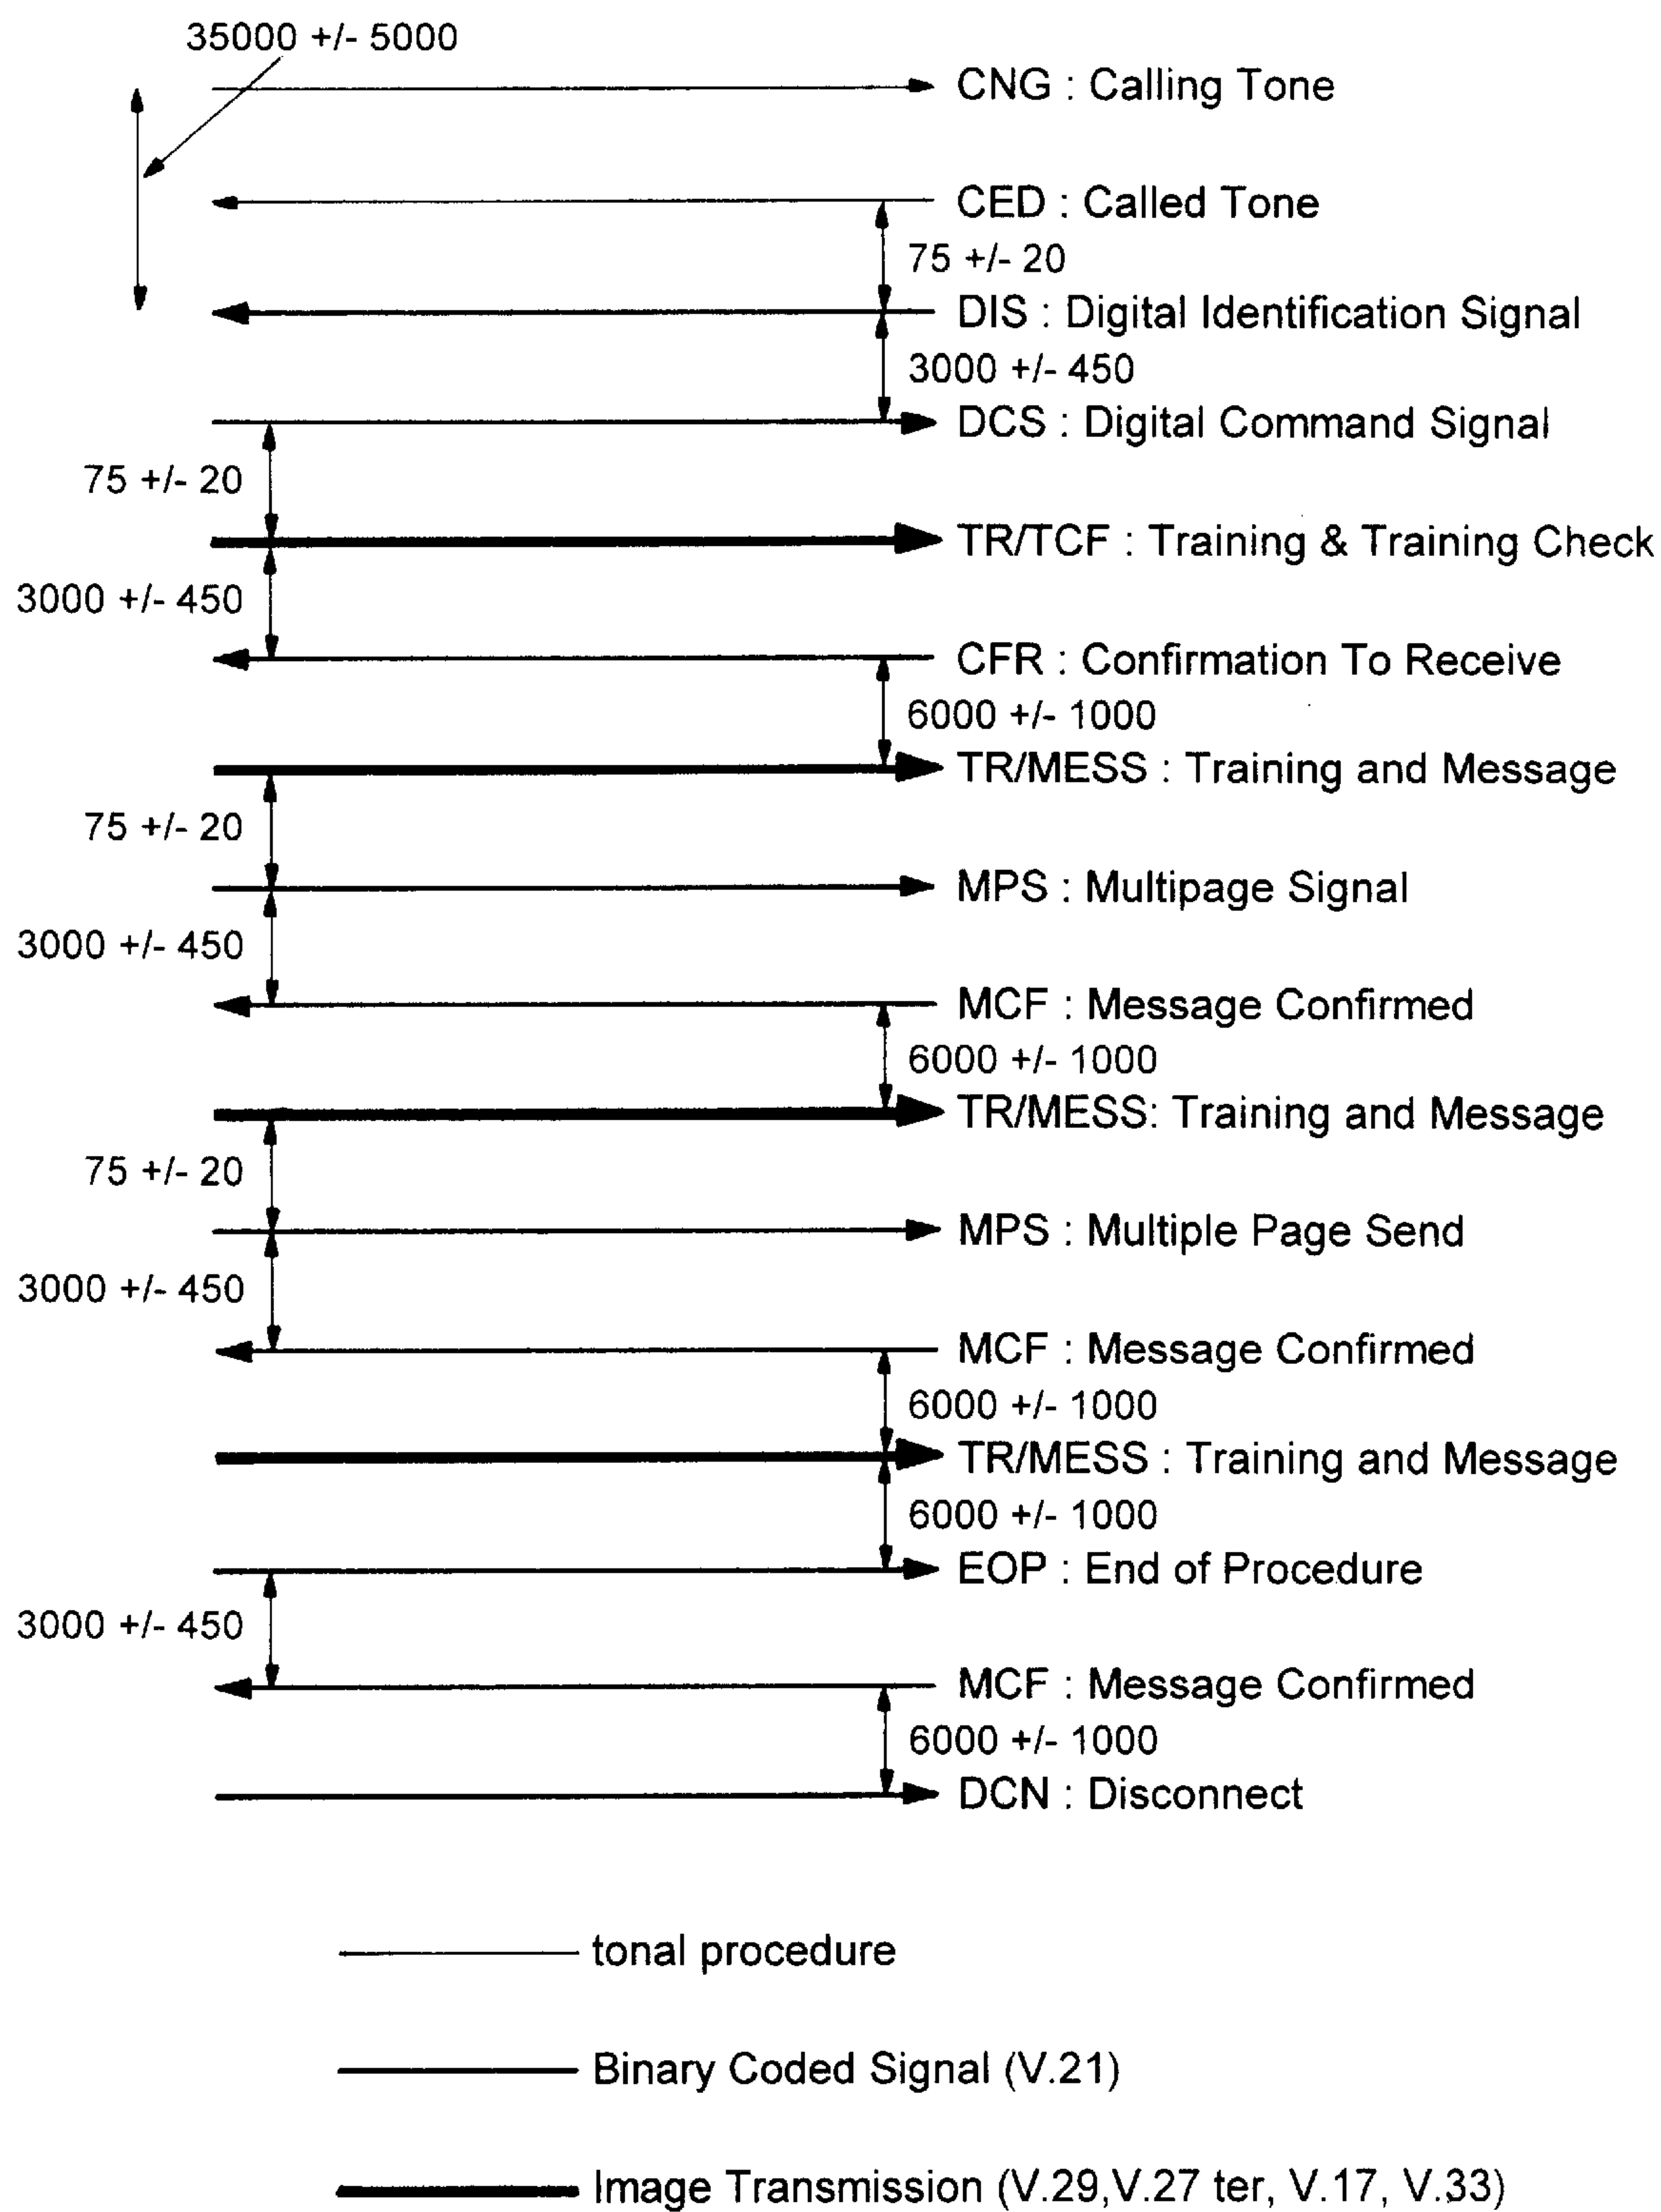 35000 +/- 5000
CNG : Calling Tone
CED : Called Tone
75 +/- 20
DIS : Digital Identification Signal
3000 +/- 450
DCS : Digital Command Signal
75 +/- 20
TR/TCF : Training & Training Check
3000 +/- 450
CFR : Confirmation To Receive
6000 +/- 1000
TR/MESS : Training and Message
75 +/- 20
MPS : Multipage Signal
3000 +/- 450
MCF : Message Confirmed
6000 +/- 1000
TR/MESS: Training and Message
75 +/- 20
MPS : Multiple Page Send
3000 +/- 450
MCF : Message Confirmed
6000 +/- 1000
TR/MESS : Training and Message
6000 +/- 1000
EOP : End of Procedure
3000 +/- 450
MCF : Message Confirmed
6000 +/- 1000
DCN : Disconnect
tonal procedure
Binary Coded Signal (V.21)
Image Transmission (V.29,V.27 ter, V.17, V.33)